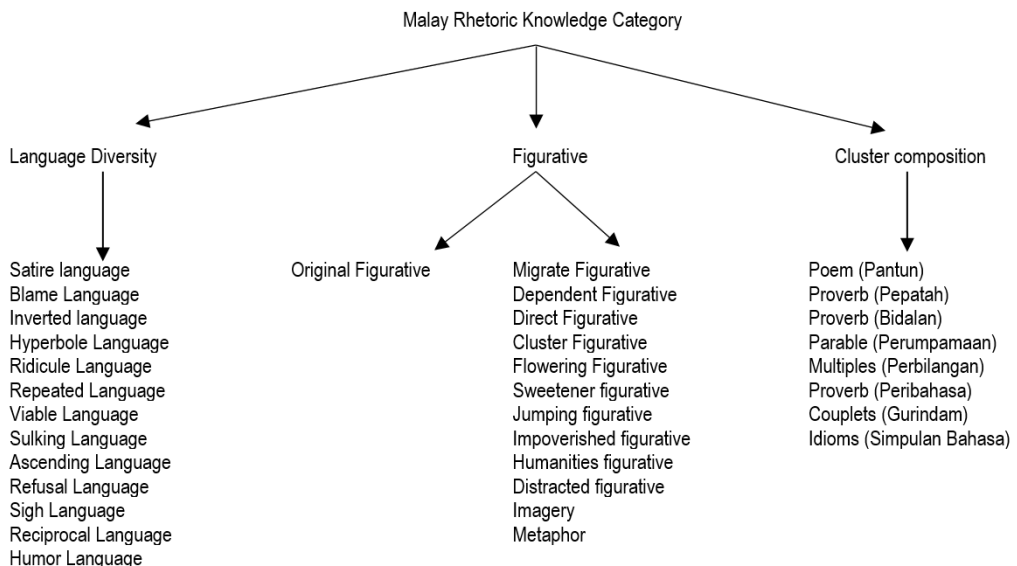 Malay Rhetoric Knowledge Category
Language Diversity
Figurative
Cluster composition
Satire language
Blame Language
Inverted language
Hyperbole Language
Ridicule Language
Repeated Language
Viable Language
Sulking Language
Ascending Language
Refusal Language
Sigh Language
Reciprocal Language
Humor Language
Original Figurative
Migrate Figurative
Dependent Figurative
Direct Figurative
Cluster Figurative
Flowering Figurative
Sweetener figurative
Jumping figurative
Impoverished figurative
Humanities figurative
Distracted figurative
Imagery
Metaphor
Poem (Pantun)
Proverb (Pepatah)
Proverb (Bidalan)
Parable (Perumpamaan)
Multiples (Perbilangan)
Proverb (Peribahasa)
Couplets (Gurindam)
Idioms (Simpulan Bahasa)